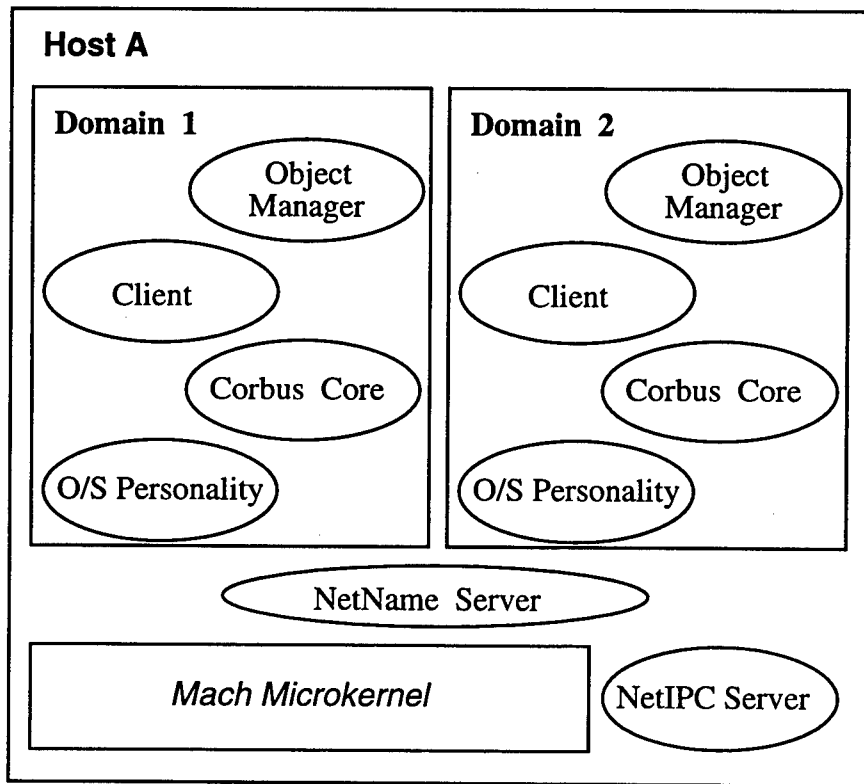 Host A
Domain 1
Object
Manager
Client
Corbus Core
O/S Personality
Domain 2
Object
Manager
Client
Corbus Core
O/S Personality
NetName Server
Mach Microkernel
NetIPC Server